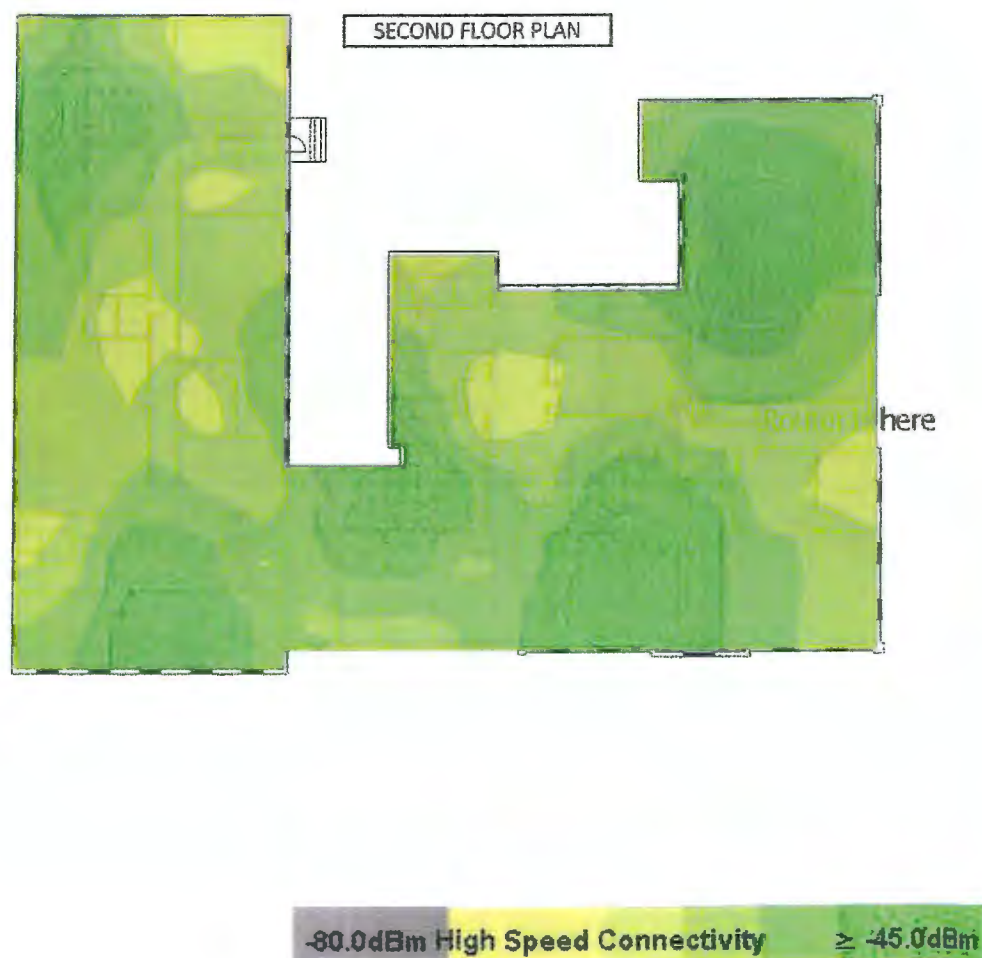 SECOND FLOOR PLAN
here
-80.0dBm High Speed Connectivity ≥ -45.0dBm